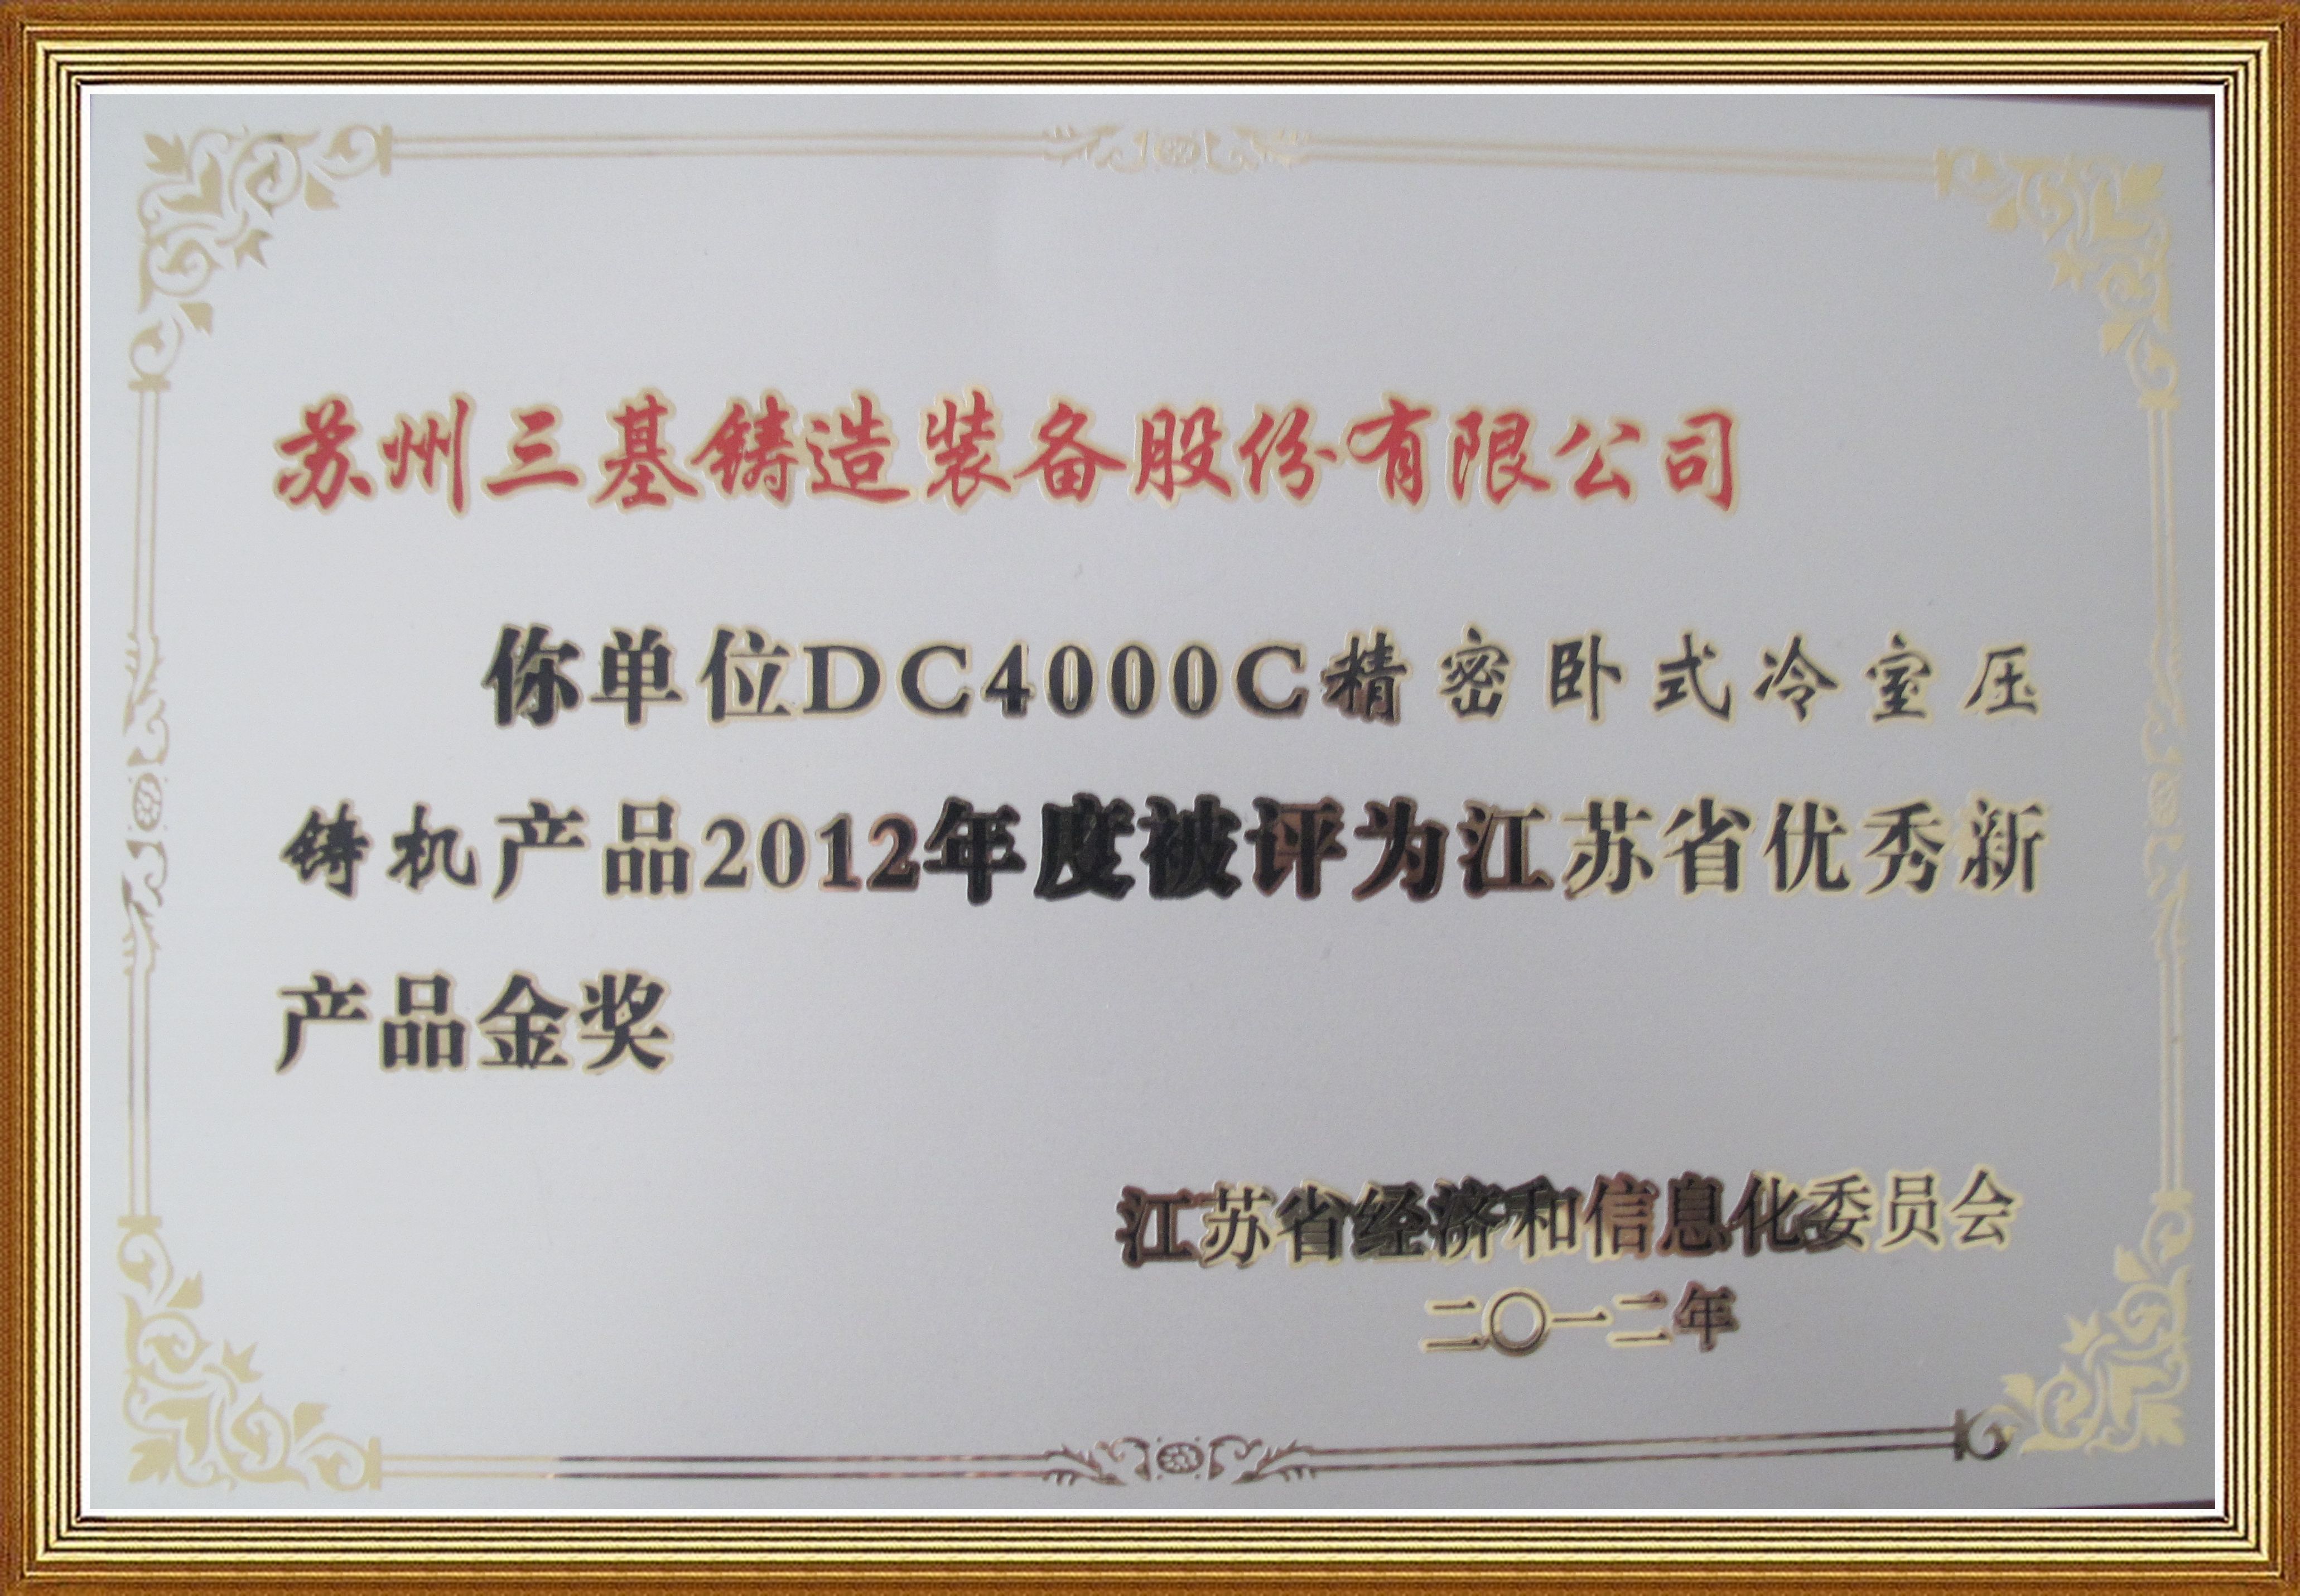 苏州三基铸造装备股份有限公司
你单位DC4000C精密卧式冷室压
铸机产品2012年度被评为江苏省优秀新
产品金奖
江苏省经济和信息化委员会
二〇一二年